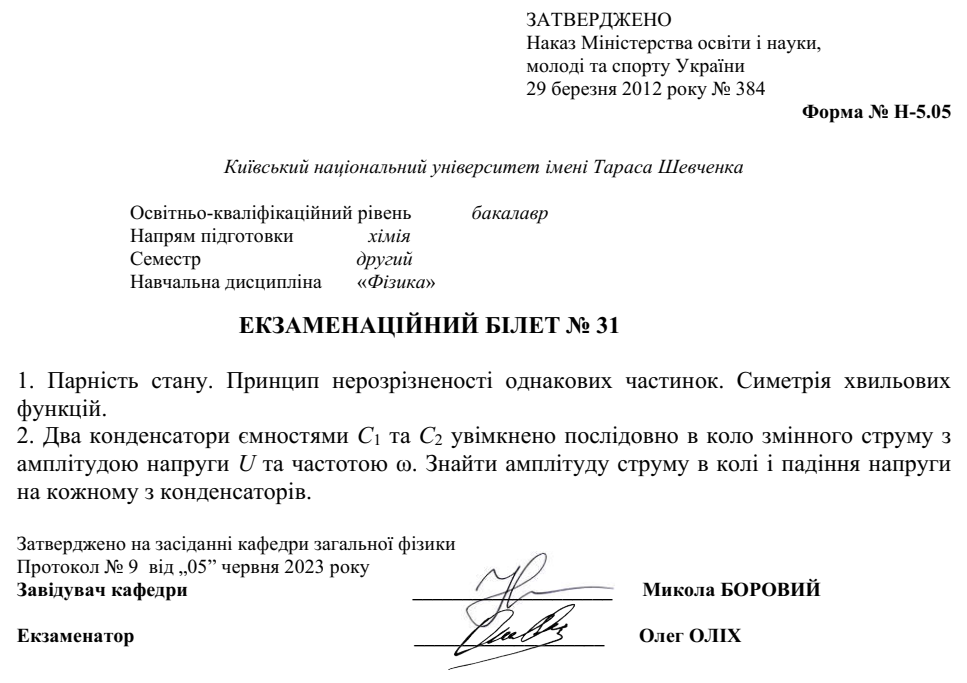 ЗАТВЕРДЖЕНО
Наказ Міністерства освіти і науки,
молоді та спорту України
29 березня 2012 року № 384
Форма № Н-5.05
Київський національний університет імені Тараса Шевченка
Освітньо-кваліфікаційний рівень бакалавр
Напрям підготовки хімія
Семестр другий
Навчальна дисципліна «Фізика»
ЕКЗАМЕНАЦІЙНИЙ БІЛЕТ № 31
1. Парність стану. Принцип нерозрізненості однакових частинок. Симетрія хвильових
функцій.
2. Два конденсатори ємностями C₁ та C₂ увімкнено послідовно в коло змінного струму з
амплітудою напруги U та частотою ω. Знайти амплітуду струму в колі і падіння напруги
на кожному з конденсаторів.
Затверджено на засіданні кафедри загальної фізики
Протокол № 9 від „05” червня 2023 року
Завідувач кафедри Микола БОРОВИЙ
Екзаменатор Олег ОЛІХ